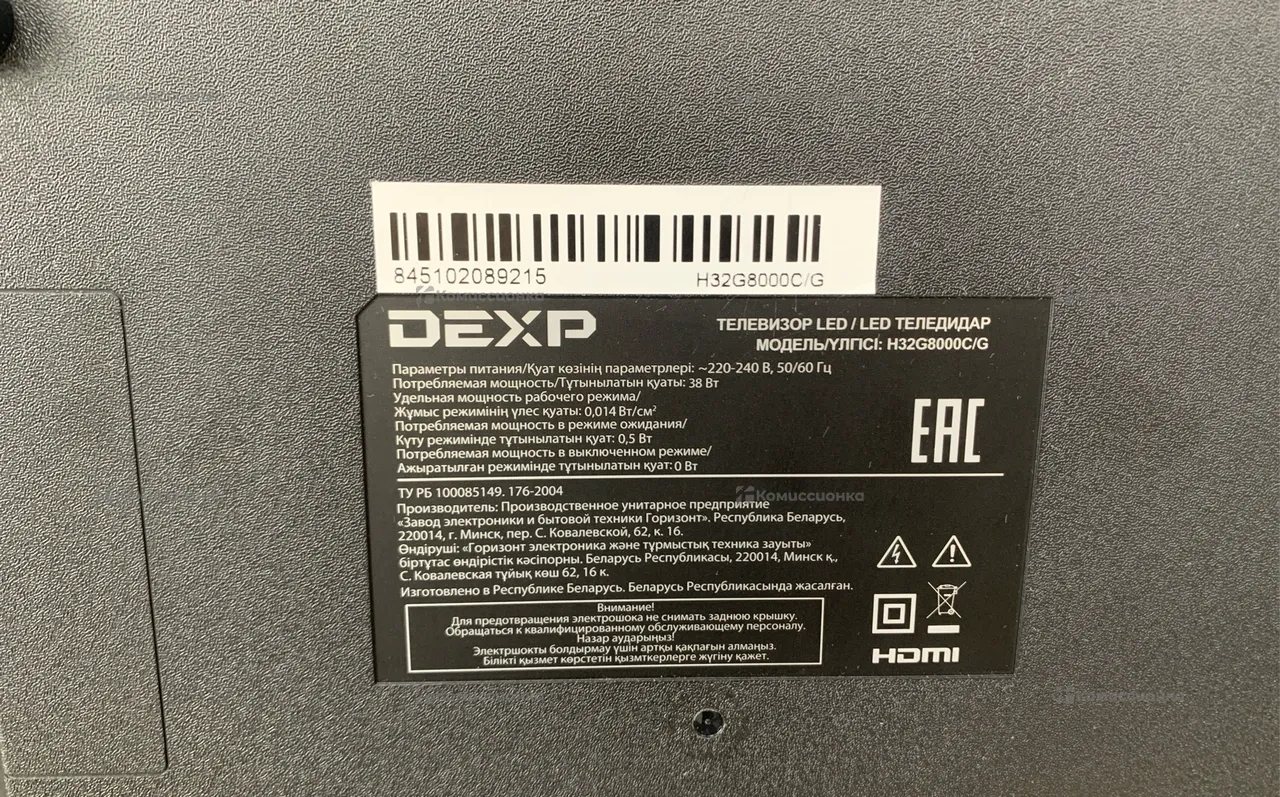 845102089215 H32G8000C/G
Комиссионка
DEXP
ТЕЛЕВИЗОР LED / LED ТЕЛЕДИДАР
МОДЕЛЬ/ҮЛГІСІ: H32G8000C/G
Параметры питания/Қуат көзінің параметрлері: ~220-240 В, 50/60 Гц
Потребляемая мощность/Тұтынылатын қуаты: 38 Вт
Удельная мощность рабочего режима/
Жұмыс режимінің үлес қуаты: 0,014 Вт/см²
Потребляемая мощность в режиме ожидания/
Күту режимінде тұтынылатын қуат: 0,5 Вт
Потребляемая мощность в выключенном режиме/
Ажыратылған режимінде тұтынылатын қуат: 0 Вт
EAC
ТУ РБ 100085149. 176-2004
Комиссионка
Производитель: Производственное унитарное предприятие
«Завод электроники и бытовой техники Горизонт». Республика Беларусь,
220014, г. Минск, пер. С. Ковалевской, 62, к. 16.
Өндіруші: «Горизонт электроника және тұрмыстық техника зауыты»
біртұтас өндірістік кәсіпорны. Беларусь Республикасы, 220014, Минск қ.,
С. Ковалевская тұйық көш 62, 16 к.
Изготовлено в Республике Беларусь. Беларусь Республикасында жасалған.
Внимание!
Для предотвращения электрошока не снимать заднюю крышку.
Обращаться к квалифицированному обслуживающему персоналу.
Назар аударыңыз!
Электршокты болдырмау үшін артқы қақпағын алмаңыз.
Білікті қызмет көрсетін қызметкерлерге жүгіну қажет.
HDMI